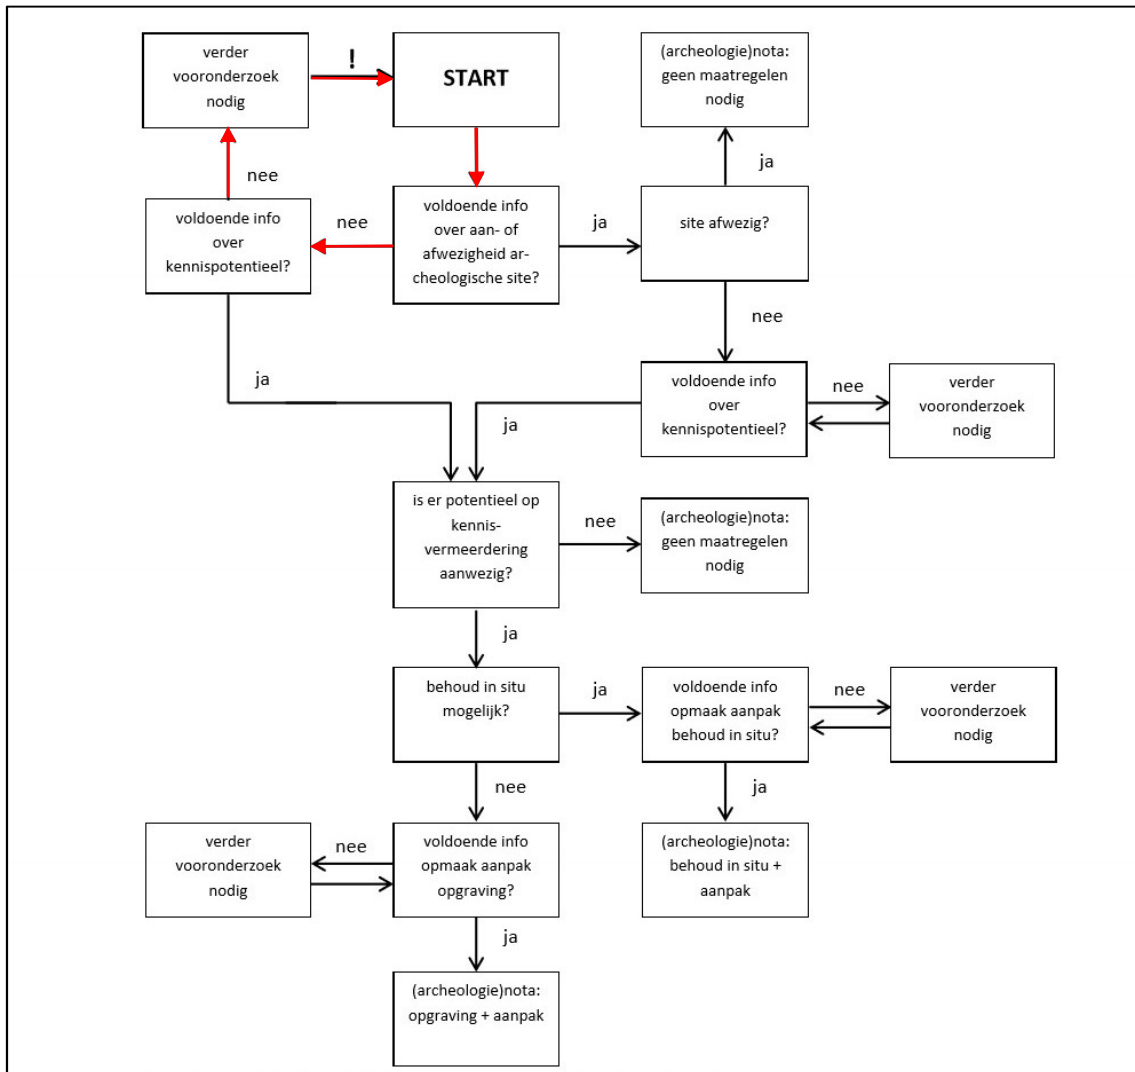 verder
vooronderzoek
nodig
!
START
(archeologie)nota:
geen maatregelen
nodig
nee
ja
voldoende info
over
kennispotentieel?
nee
voldoende info
over aan- of
afwezigheid ar-
cheologische site?
ja
site afwezig?
nee
ja
voldoende info
over
kennispotentieel?
nee
verder
vooronderzoek
nodig
ja
is er potentieel op
kennis-
vermeerdering
aanwezig?
nee
(archeologie)nota:
geen maatregelen
nodig
ja
behoud in situ
mogelijk?
ja
voldoende info
opmaak aanpak
behoud in situ?
nee
verder
vooronderzoek
nodig
nee
ja
verder
vooronderzoek
nodig
nee
voldoende info
opmaak aanpak
opgraving?
(archeologie)nota:
behoud in situ +
aanpak
ja
(archeologie)nota:
opgraving + aanpak